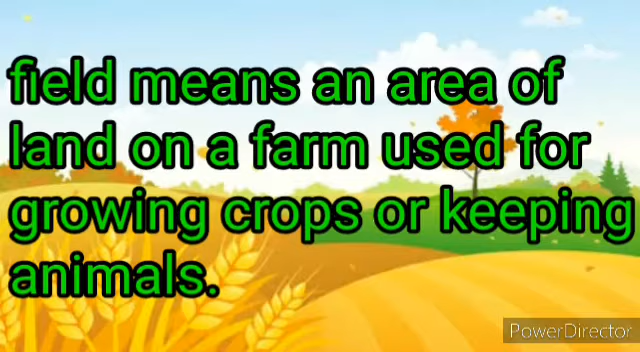 field means an area of
land on a farm used for
growing crops or keeping
animals.
PowerDirector